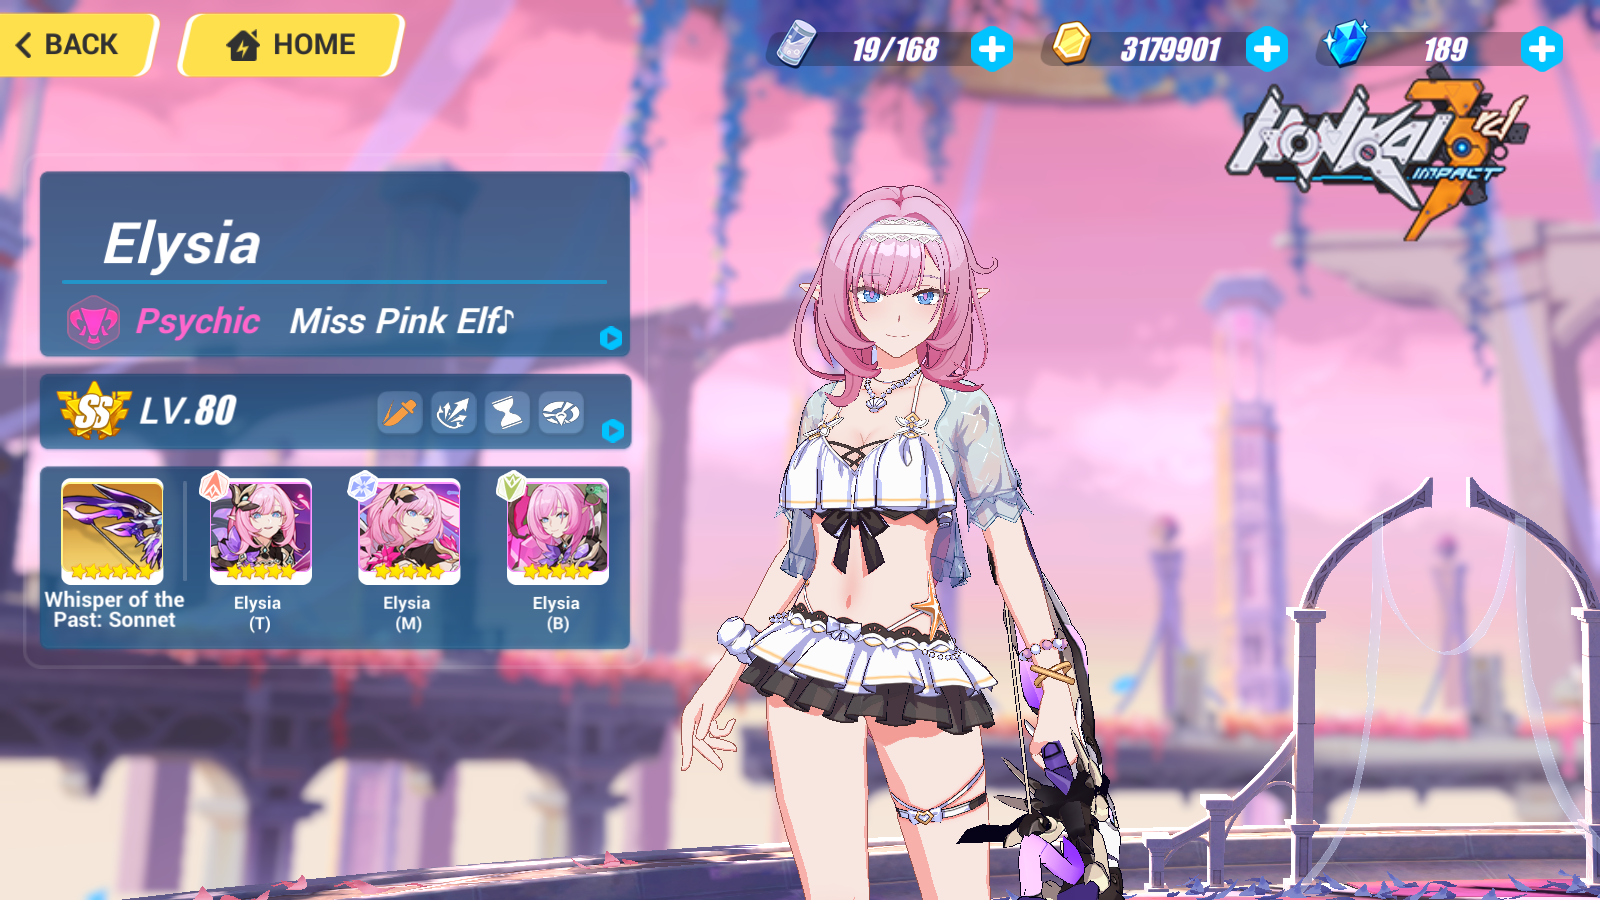 BACK
HOME
19/168
3179901
189
HONKAI 3rd
IMPACT
Elysia
Psychic Miss Pink Elf♪
SS LV.80
Whisper of the
Past: Sonnet
Elysia
(T)
Elysia
(M)
Elysia
(B)